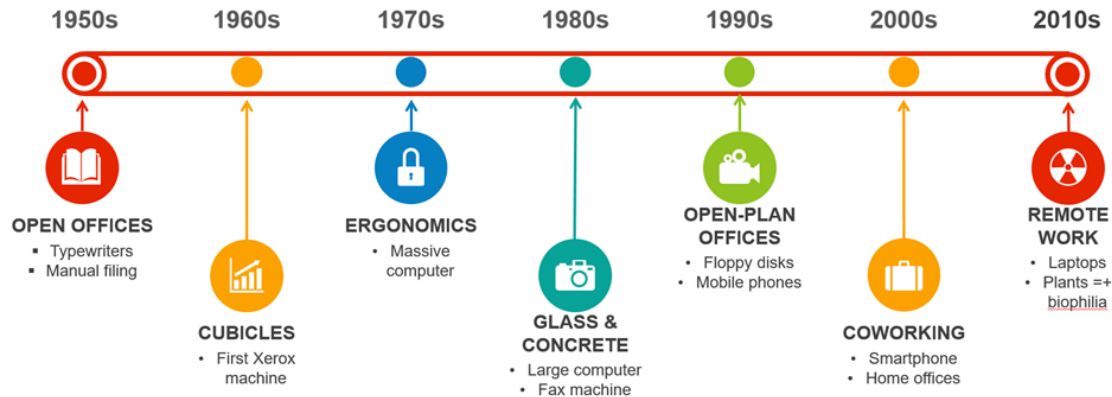 1950s 1960s 1970s 1980s 1990s 2000s 2010s
OPEN OFFICES
▪ Typewriters
▪ Manual filing
CUBICLES
• First Xerox
machine
ERGONOMICS
• Massive
computer
GLASS &
CONCRETE
• Large computer
• Fax machine
OPEN-PLAN
OFFICES
• Floppy disks
• Mobile phones
COWORKING
• Smartphone
• Home offices
REMOTE
WORK
• Laptops
• Plants =+
biophilia